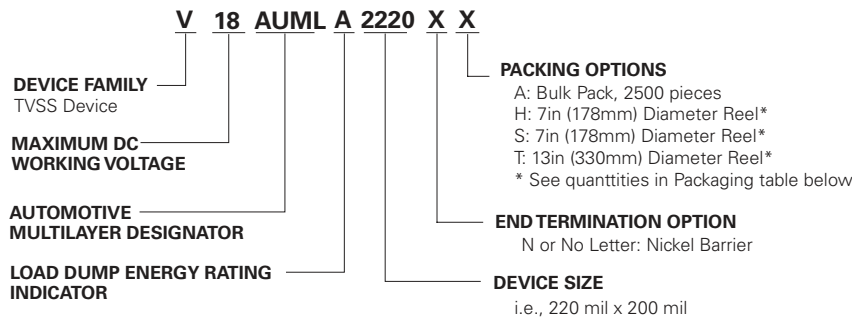 V 18 AUML A 2220 X X
DEVICE FAMILY
TVSS Device
MAXIMUM DC
WORKING VOLTAGE
AUTOMOTIVE
MULTILAYER DESIGNATOR
LOAD DUMP ENERGY RATING
INDICATOR
PACKING OPTIONS
A: Bulk Pack, 2500 pieces
H: 7in (178mm) Diameter Reel*
S: 7in (178mm) Diameter Reel*
T: 13in (330mm) Diameter Reel*
* See quanttities in Packaging table below
END TERMINATION OPTION
N or No Letter: Nickel Barrier
DEVICE SIZE
i.e., 220 mil x 200 mil